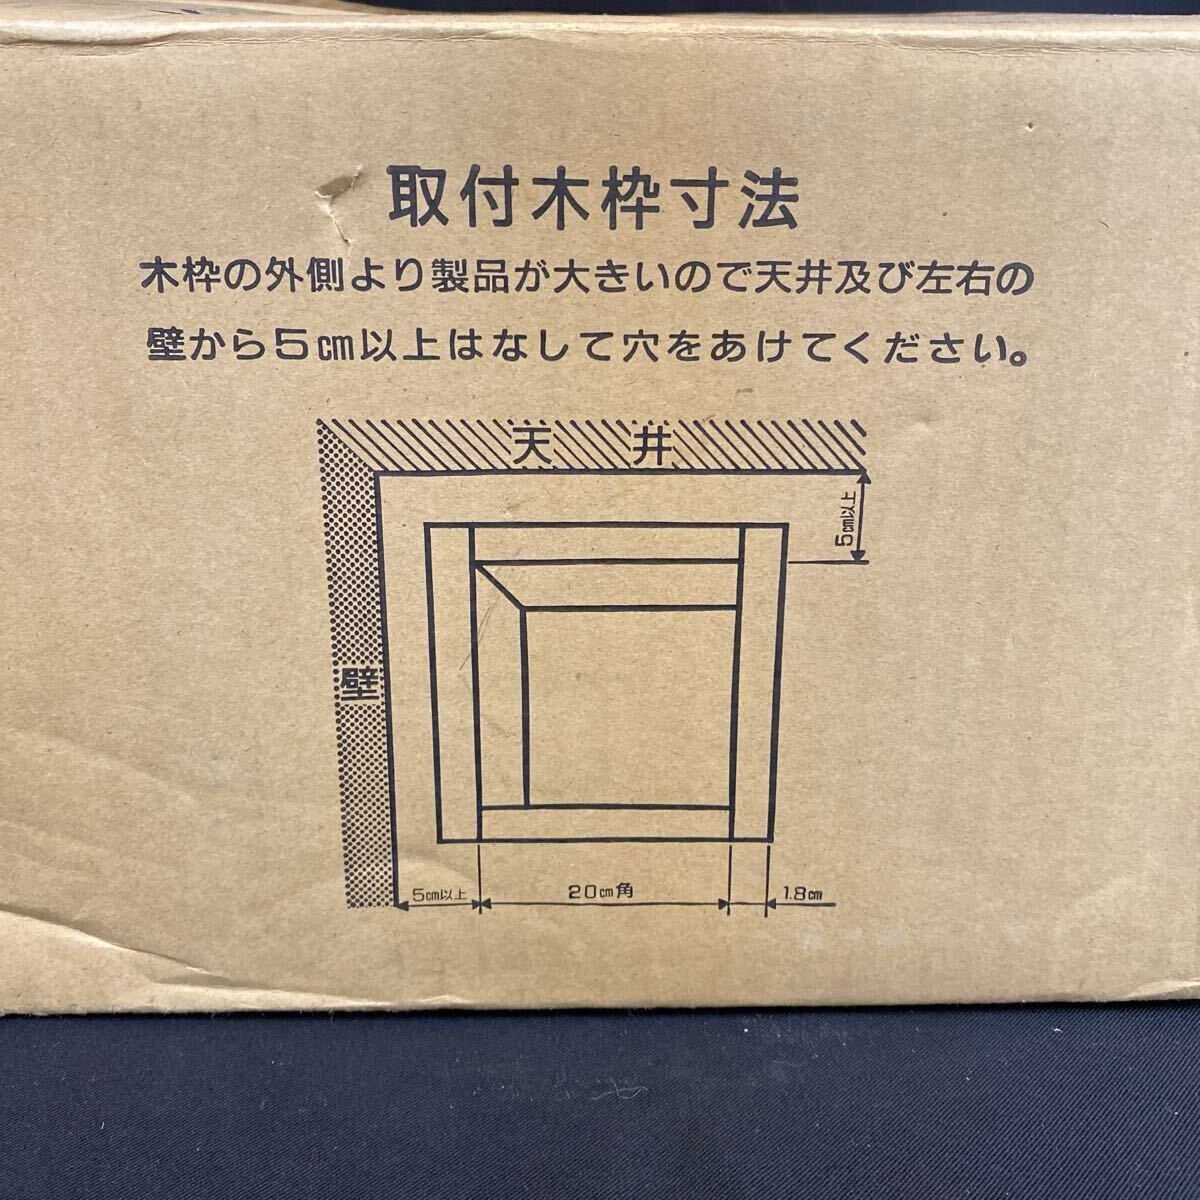 取付木枠寸法
木枠の外側より製品が大きいので天井及び左右の
壁から5cm以上はなして穴をあけてください。
天井
5cm以上
壁
5cm以上
20cm角
1.8cm